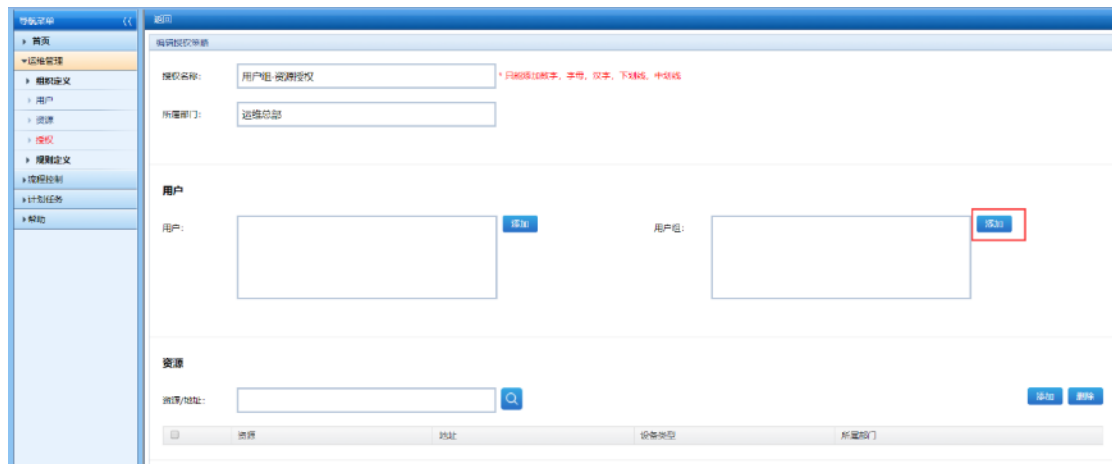 导航菜单 <<
返回
首页
编辑授权策略
运维管理
组织定义
授权名称: 用户组-资源授权 * 只能添加数字，字母，汉字，下划线，中划线
用户
资源
所属部门: 运维总部
授权
规则定义
流程控制
计划任务
帮助
用户
用户: 添加 用户组: 添加
资源
资源/地址: 添加 删除
资源 地址 设备类型 所属部门